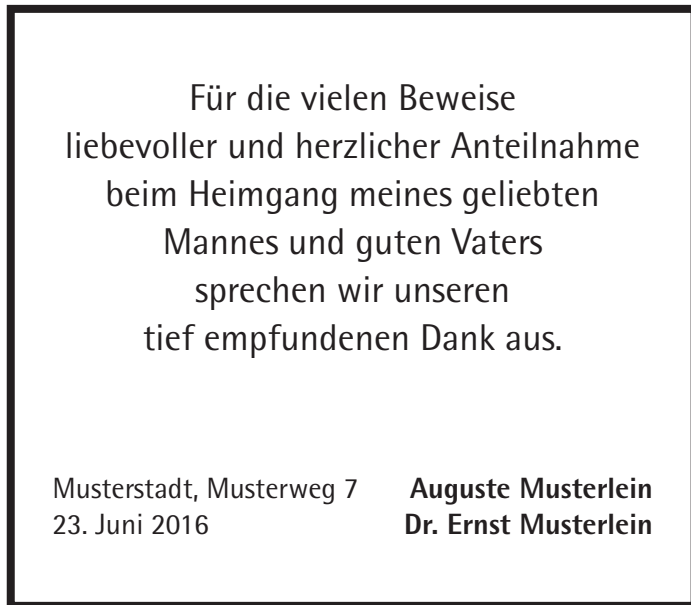 Für die vielen Beweise
liebevoller und herzlicher Anteilnahme
beim Heimgang meines geliebten
Mannes und guten Vaters
sprechen wir unseren
tief empfundenen Dank aus.
Musterstadt, Musterweg 7 Auguste Musterlein
23. Juni 2016 Dr. Ernst Musterlein